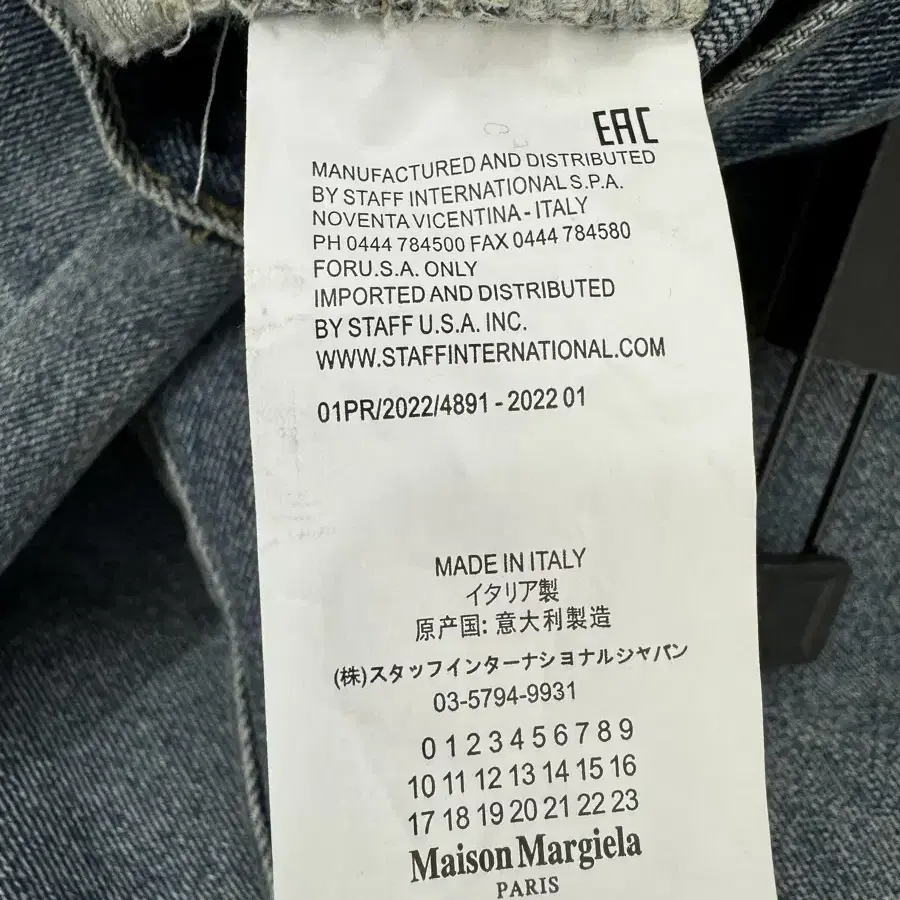 EAC
MANUFACTURED AND DISTRIBUTED
BY STAFF INTERNATIONAL S.P.A.
NOVENTA VICENTINA - ITALY
PH 0444 784500 FAX 0444 784580
FORU.S.A. ONLY
IMPORTED AND DISTRIBUTED
BY STAFF U.S.A. INC.
WWW.STAFFINTERNATIONAL.COM
01PR/2022/4891 - 2022 01
MADE IN ITALY
イタリア製
原产国: 意大利製造
(株)スタッフインターナショナルジャパン
03-5794-9931
0 1 2 3 4 5 6 7 8 9
10 11 12 13 14 15 16
17 18 19 20 21 22 23
Maison Margiela
PARIS